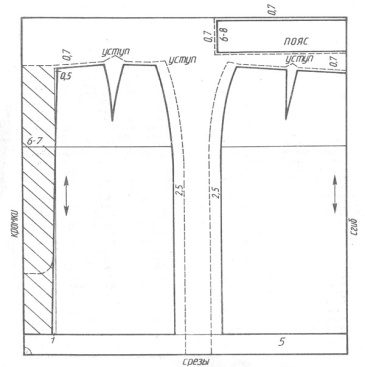 0,7
0,7
6-8
пояс
0,7
уступ
уступ
уступ
0,7
0,5
6-7
2,5
2,5
кромки
сгиб
1
5
срезы